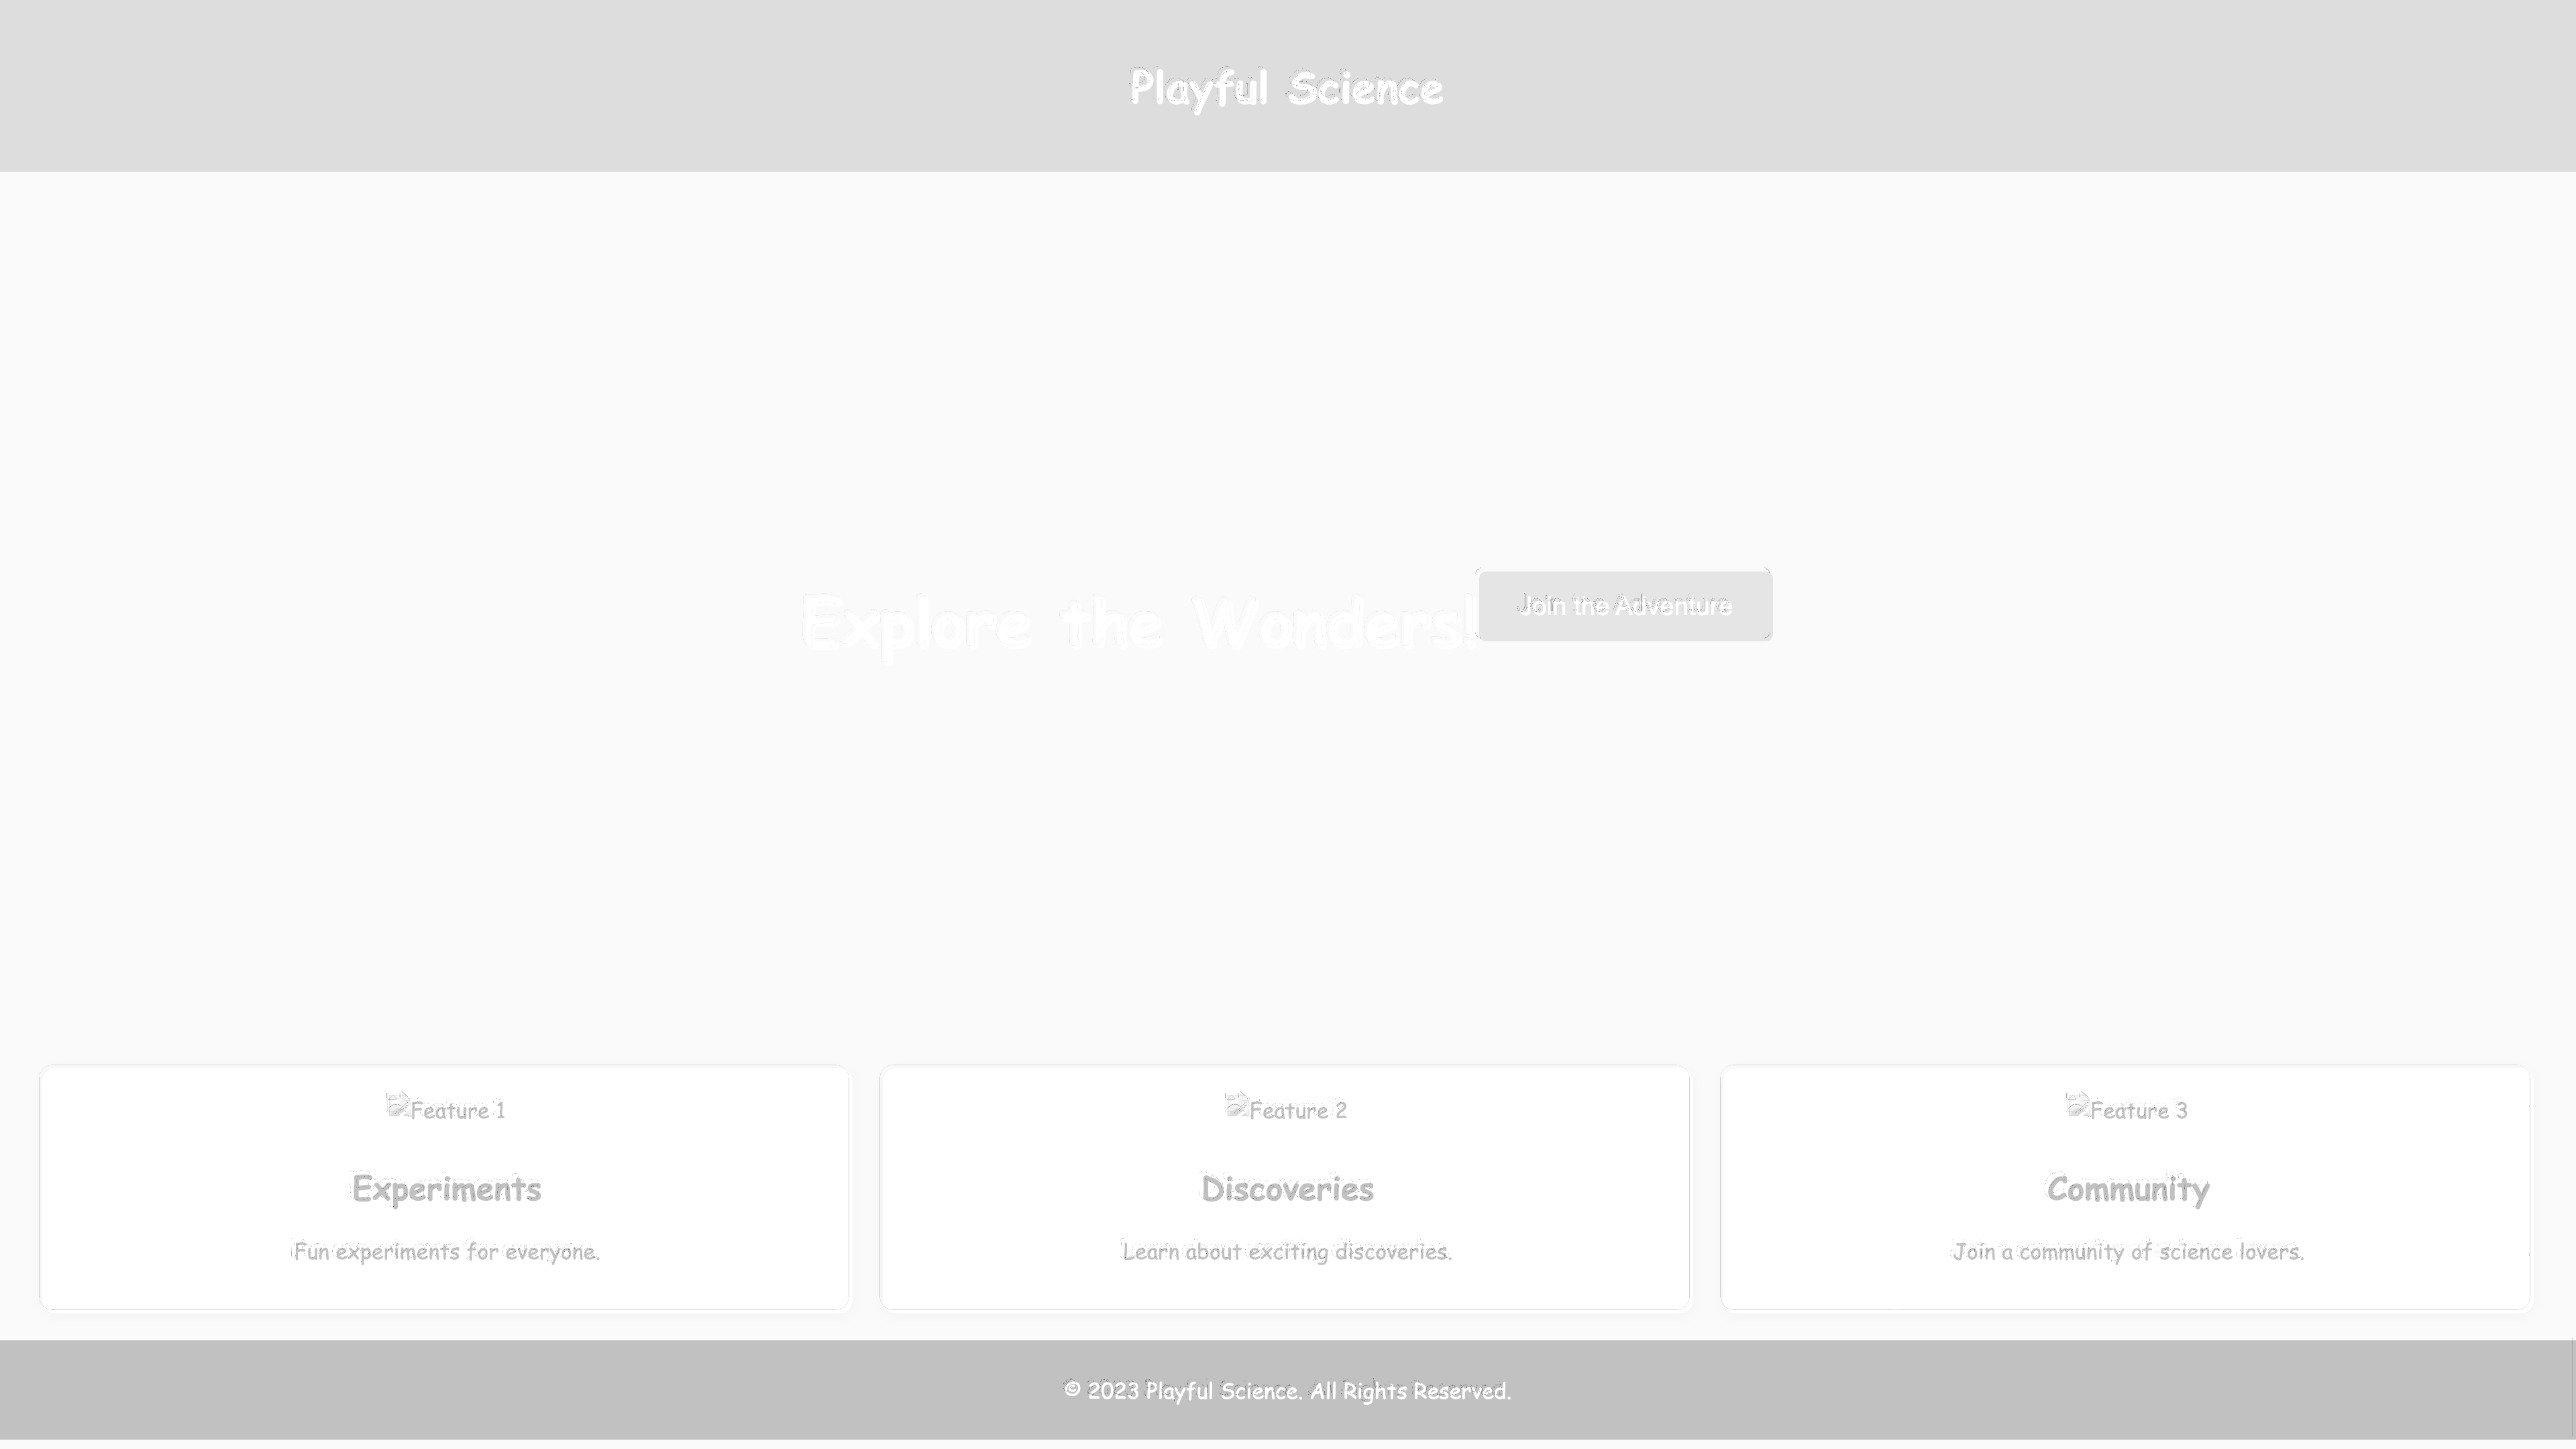 Playful Science
Explore the Wonders!
Join the Adventure
Feature 1
Experiments
Fun experiments for everyone.
Feature 2
Discoveries
Learn about exciting discoveries.
Feature 3
Community
Join a community of science lovers.
© 2023 Playful Science. All Rights Reserved.